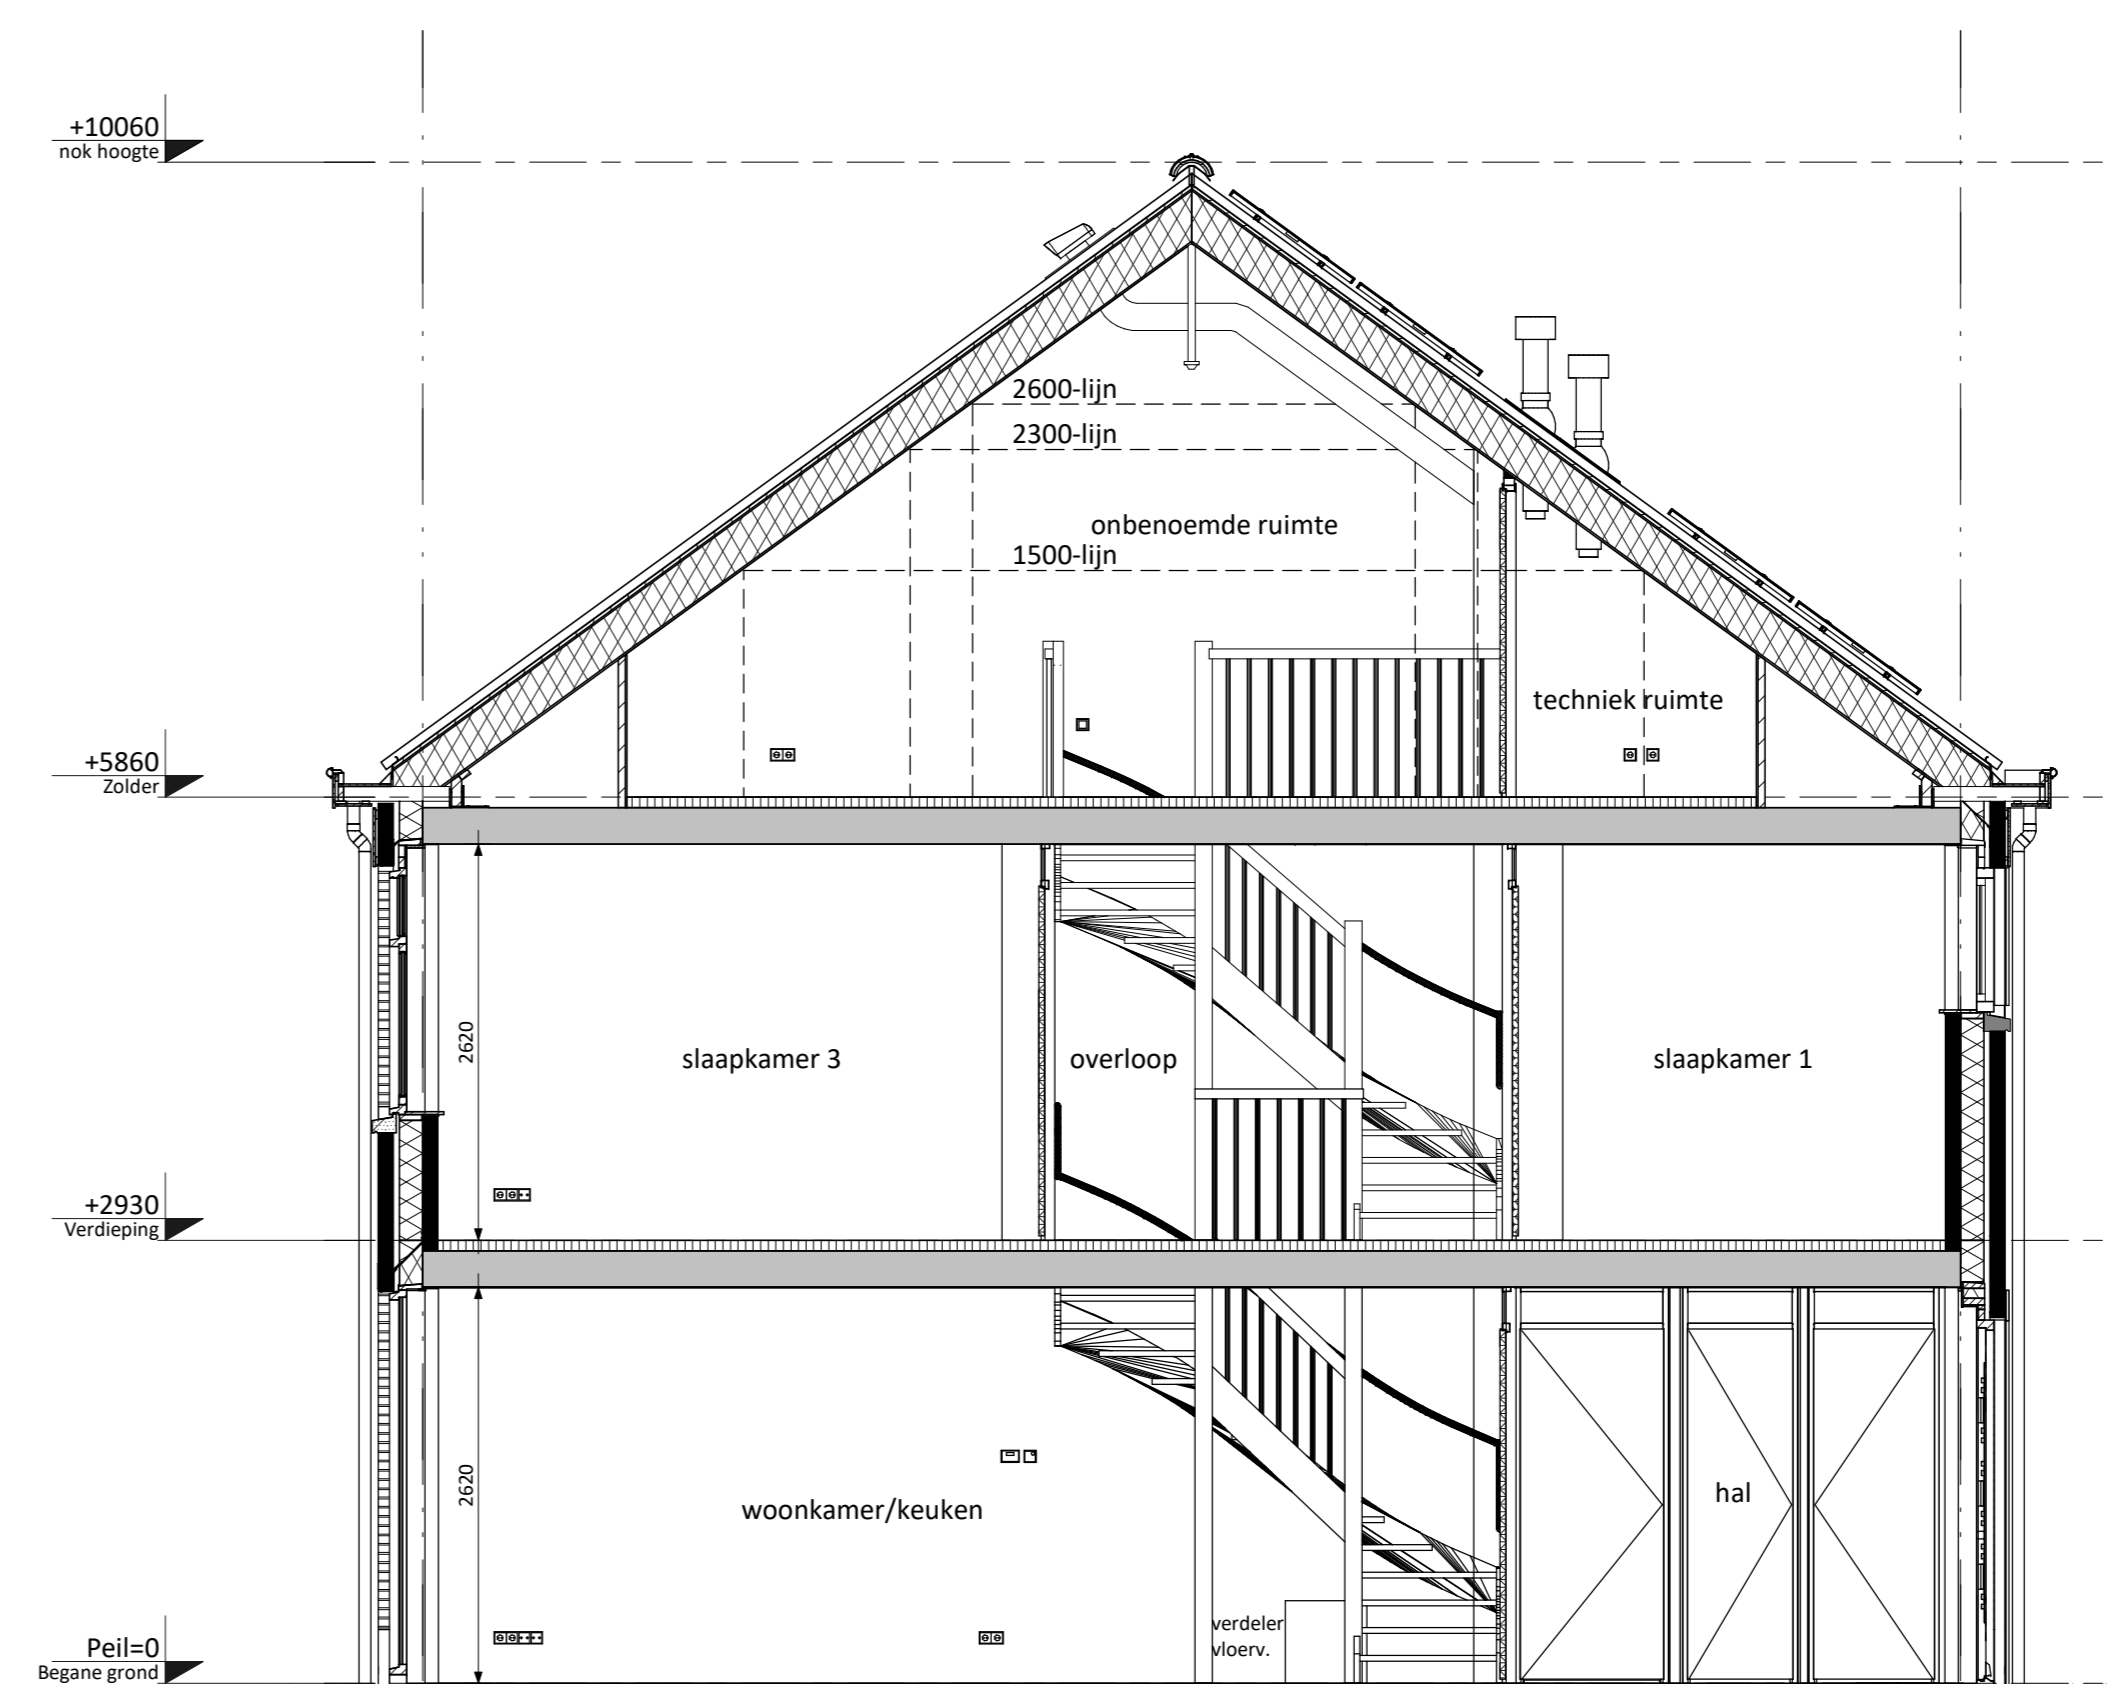 +10060
nok hoogte
2600-lijn
2300-lijn
onbenoemde ruimte
1500-lijn
techniek ruimte
+5860
Zolder
2620
slaapkamer 3
overloop
slaapkamer 1
+2930
Verdieping
2620
woonkamer/keuken
hal
verdeler
vloerv.
Peil=0
Begane grond